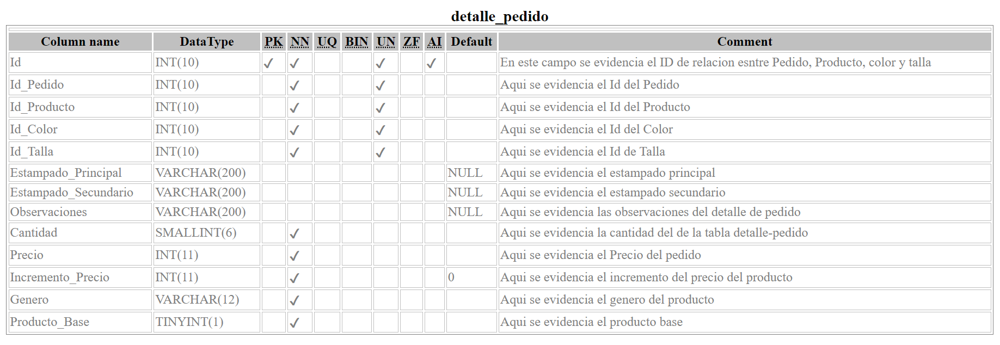 detalle_pedido
Column name DataType PK NN UQ BIN UN ZF AI Default Comment
Id INT(10) ✓ ✓ ✓ ✓ En este campo se evidencia el ID de relacion esntre Pedido, Producto, color y talla
Id_Pedido INT(10) ✓ ✓ Aqui se evidencia el Id del Pedido
Id_Producto INT(10) ✓ ✓ Aqui se evidencia el Id del Producto
Id_Color INT(10) ✓ ✓ Aqui se evidencia el Id del Color
Id_Talla INT(10) ✓ ✓ Aqui se evidencia el Id de Talla
Estampado_Principal VARCHAR(200) NULL Aqui se evidencia el estampado principal
Estampado_Secundario VARCHAR(200) NULL Aqui se evidencia el estampado secundario
Observaciones VARCHAR(200) NULL Aqui se evidencia las observaciones del detalle de pedido
Cantidad SMALLINT(6) ✓ Aqui se evidencia la cantidad del de la tabla detalle-pedido
Precio INT(11) ✓ Aqui se evidencia el Precio del pedido
Incremento_Precio INT(11) ✓ 0 Aqui se evidencia el incremento del precio del producto
Genero VARCHAR(12) ✓ Aqui se evidencia el genero del producto
Producto_Base TINYINT(1) ✓ Aqui se evidencia el producto base